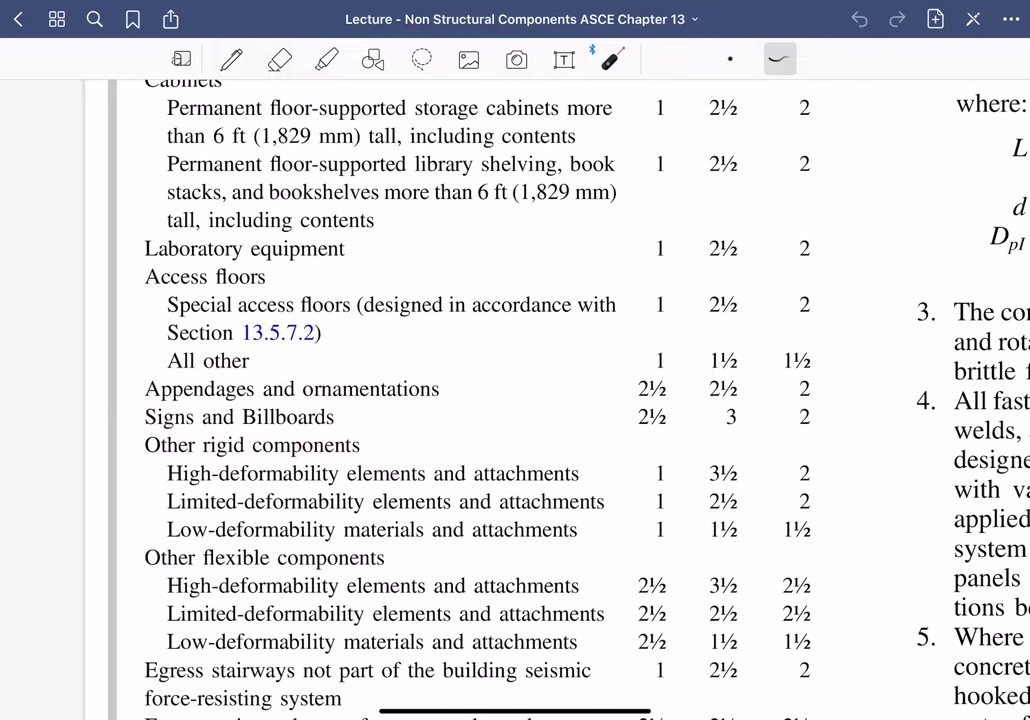 Lecture - Non Structural Components ASCE Chapter 13
Cabinets
Permanent floor-supported storage cabinets more 1 2½ 2
than 6 ft (1,829 mm) tall, including contents
Permanent floor-supported library shelving, book 1 2½ 2
stacks, and bookshelves more than 6 ft (1,829 mm)
tall, including contents
Laboratory equipment 1 2½ 2
Access floors
Special access floors (designed in accordance with 1 2½ 2
Section 13.5.7.2)
All other 1 1½ 1½
Appendages and ornamentations 2½ 2½ 2
Signs and Billboards 2½ 3 2
Other rigid components
High-deformability elements and attachments 1 3½ 2
Limited-deformability elements and attachments 1 2½ 2
Low-deformability materials and attachments 1 1½ 1½
Other flexible components
High-deformability elements and attachments 2½ 3½ 2½
Limited-deformability elements and attachments 2½ 2½ 2½
Low-deformability materials and attachments 2½ 1½ 1½
Egress stairways not part of the building seismic 1 2½ 2
force-resisting system
where:
L
d
DpI
3. The
and
brittle
4. All
welds,
designed
with
applied
system
panels
5. Where
hooked